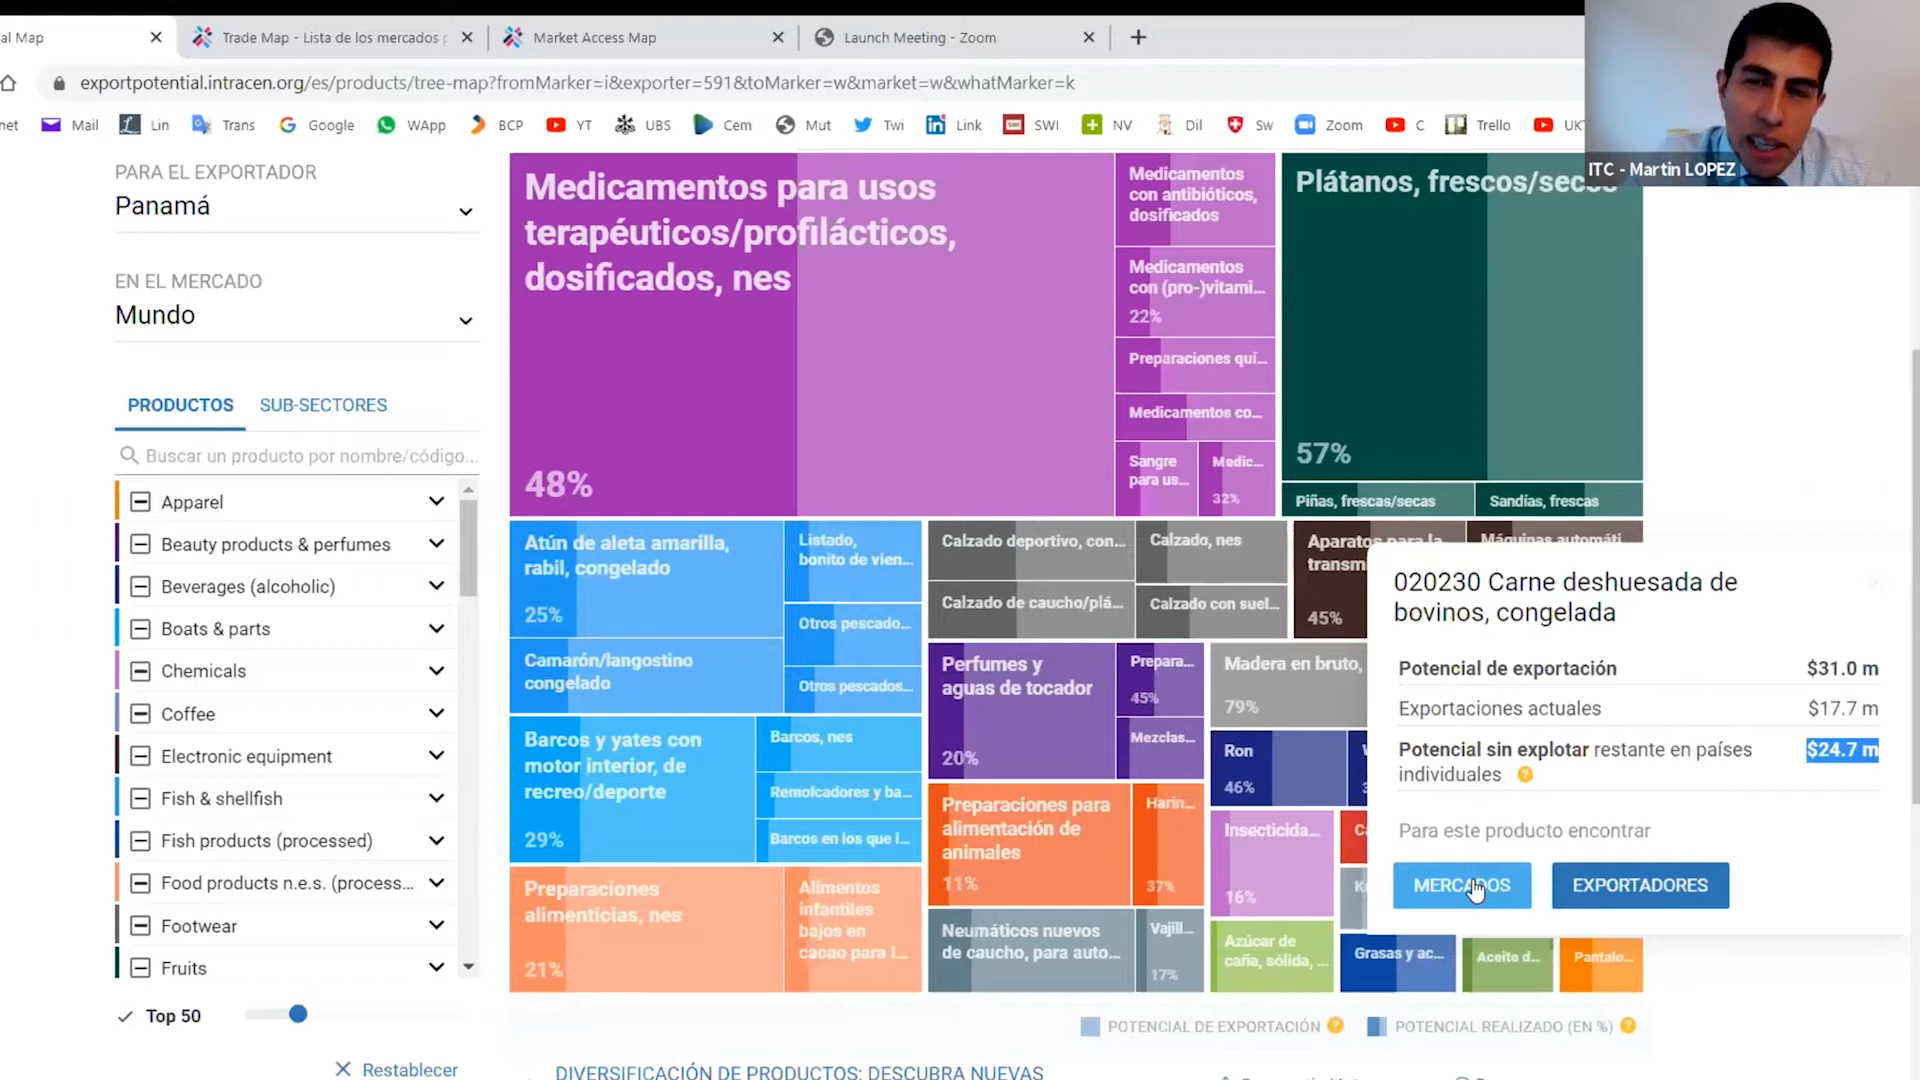 al Map
Trade Map - Lista de los mercados
Market Access Map
Launch Meeting - Zoom
exportpotential.intracen.org/es/products/tree-map?fromMarker=i&exporter=591&toMarker=w&market=w&whatMarker=k
net
Mail
Lin
Trans
Google
WApp
BCP
YT
UBS
Cem
Mut
Twi
Link
SWI
NV
Dil
Sw
Zoom
C
Trello
UK
ITC - Martin LOPEZ
PARA EL EXPORTADOR
Panamá
EN EL MERCADO
Mundo
PRODUCTOS
SUB-SECTORES
Buscar un producto por nombre/código...
Apparel
Beauty products & perfumes
Beverages (alcoholic)
Boats & parts
Chemicals
Coffee
Electronic equipment
Fish & shellfish
Fish products (processed)
Food products n.e.s. (process...
Footwear
Fruits
Top 50
Restablecer
Medicamentos para usos
terapéuticos/profilácticos,
dosificados, nes
48%
Medicamentos
con antibióticos,
dosificados
Medicamentos
con (pro-)vitami...
22%
Preparaciones quí...
Medicamentos co...
Sangre
para us...
Medic...
32%
Plátanos, frescos/secos
57%
Piñas, frescas/secas
Sandías, frescas
Atún de aleta amarilla,
rabil, congelado
25%
Listado,
bonito de vien...
Otros pescado...
Camarón/langostino
congelado
Otros pescados...
Calzado deportivo, con...
Calzado, nes
Calzado de caucho/plá...
Calzado con suel...
Aparatos para la
transm
45%
Máquinas automáti
Barcos y yates con
motor interior, de
recreo/deporte
29%
Barcos, nes
Remolcadores y ba...
Barcos en los que l...
Perfumes y
aguas de tocador
20%
Prepara...
45%
Mezclas...
Madera en bruto,
79%
Ron
46%
Preparaciones para
alimentación de
animales
11%
Harin...
37%
Insecticida...
16%
Preparaciones
alimenticias, nes
21%
Alimentos
infantiles
bajos en
cacao para l...
Neumáticos nuevos
de caucho, para auto...
Vajill...
17%
Azúcar de
caña, sólida, ...
Grasas y ac...
Aceite d...
Pantalo...
020230 Carne deshuesada de
bovinos, congelada
Potencial de exportación $31.0 m
Exportaciones actuales $17.7 m
Potencial sin explotar restante en países $24.7 m
individuales ?
Para este producto encontrar
MERCADOS
EXPORTADORES
POTENCIAL DE EXPORTACIÓN ?
POTENCIAL REALIZADO (EN %) ?
DIVERSIFICACIÓN DE PRODUCTOS: DESCUBRA NUEVAS